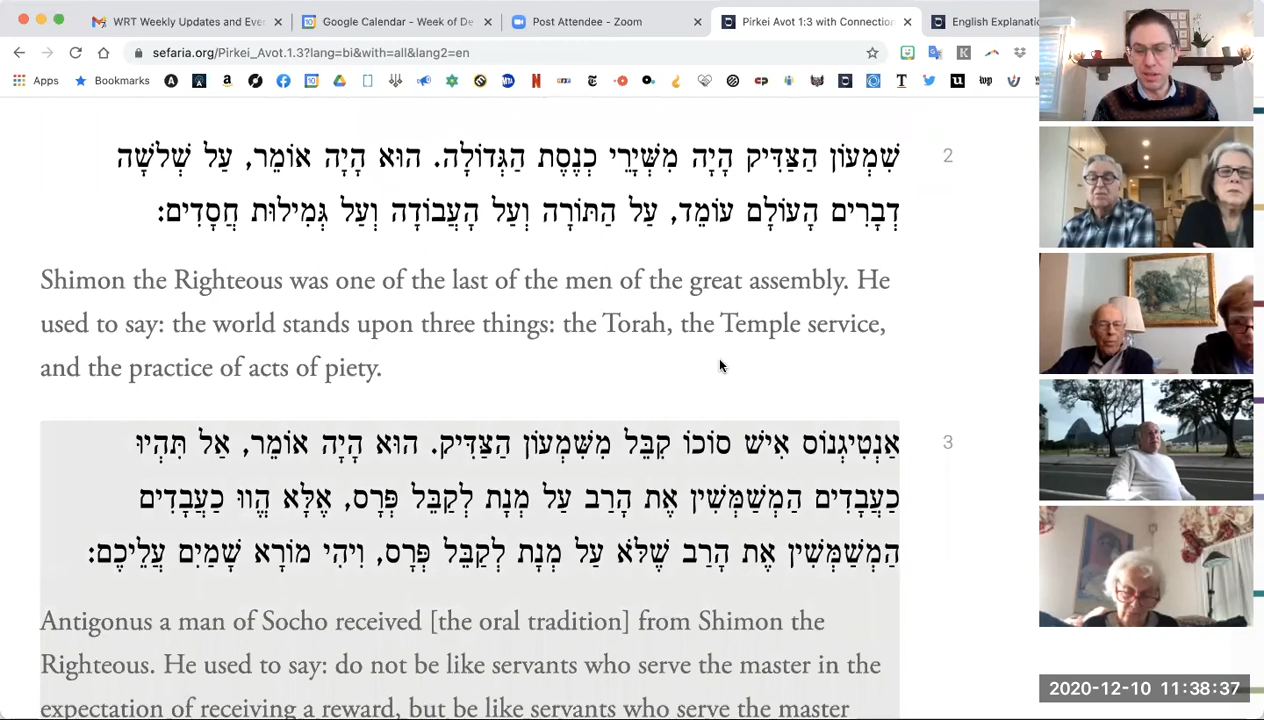 WRT Weekly Updates and Ever
Google Calendar - Week of De
Post Attendee - Zoom
Pirkei Avot 1:3 with Connection
English Explanatio
sefaria.org/Pirkei_Avot.1.3?lang=bi&with=all&lang2=en
Apps
Bookmarks
2
שִׁמְעוֹן הַצַּדִּיק הָיָה מִשְּׁיָרֵי כְנֶסֶת הַגְּדוֹלָה. הוּא הָיָה אוֹמֵר, עַל שְׁלשָׁה
דְבָרִים הָעוֹלָם עוֹמֵד, עַל הַתּוֹרָה וְעַל הָעֲבוֹדָה וְעַל גְּמִילוּת חֲסָדִים:
Shimon the Righteous was one of the last of the men of the great assembly. He
used to say: the world stands upon three things: the Torah, the Temple service,
and the practice of acts of piety.
3
אַנְטִיגְנוֹס אִישׁ סוֹכוֹ קִבֵּל מִשִּׁמְעוֹן הַצַּדִּיק. הוּא הָיָה אוֹמֵר, אַל תִּהְיוּ
כַעֲבָדִים הַמְשַׁמְּשִׁין אֶת הָרַב עַל מְנָת לְקַבֵּל פְּרָס, אֶלָּא הֱווּ כַעֲבָדִים
הַמְשַׁמְּשִׁין אֶת הָרַב שֶׁלֹּא עַל מְנָת לְקַבֵּל פְּרָס, וִיהִי מוֹרָא שָׁמַיִם עֲלֵיכֶם:
Antigonus a man of Socho received [the oral tradition] from Shimon the
Righteous. He used to say: do not be like servants who serve the master in the
expectation of receiving a reward, but be like servants who serve the master
2020-12-10 11:38:37